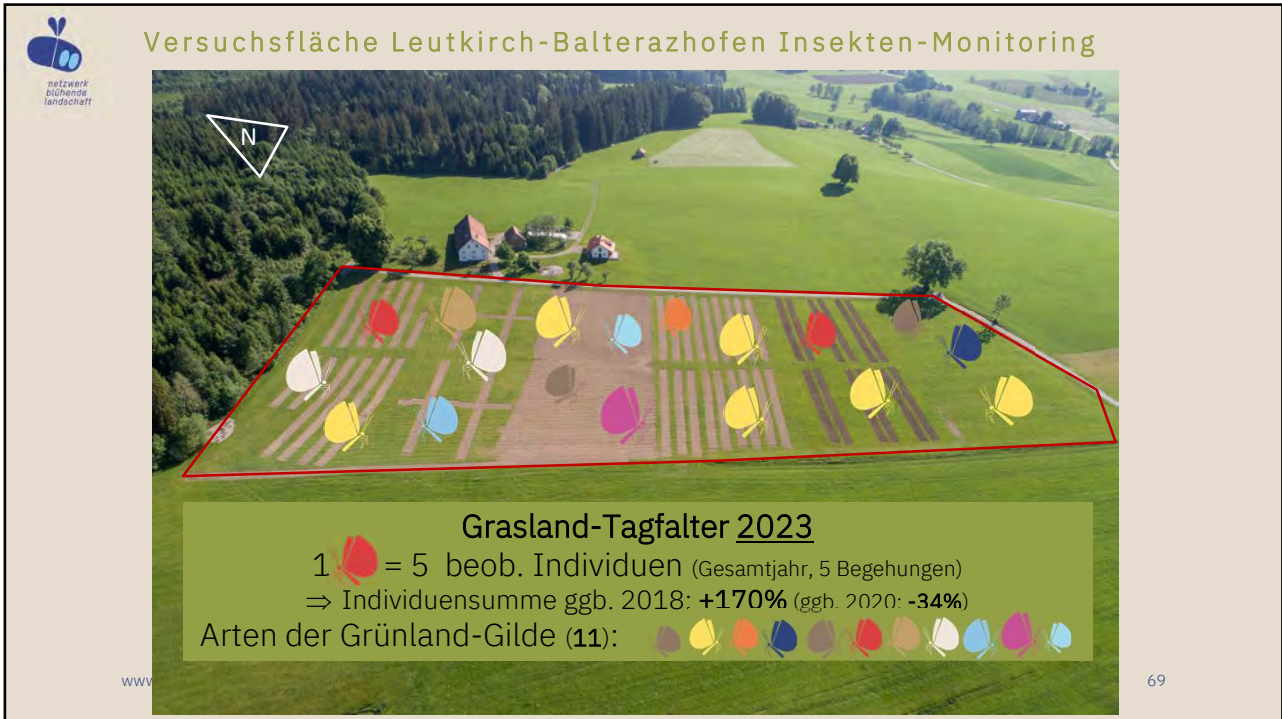 netzwerk
blühende
landschaft
Versuchsfläche Leutkirch-Balterazhofen Insekten-Monitoring
N
Grasland-Tagfalter 2023
1 = 5 beob. Individuen (Gesamtjahr, 5 Begehungen)
⇒ Individuensumme ggb. 2018: +170% (ggb. 2020: -34%)
Arten der Grünland-Gilde (11):
www
69